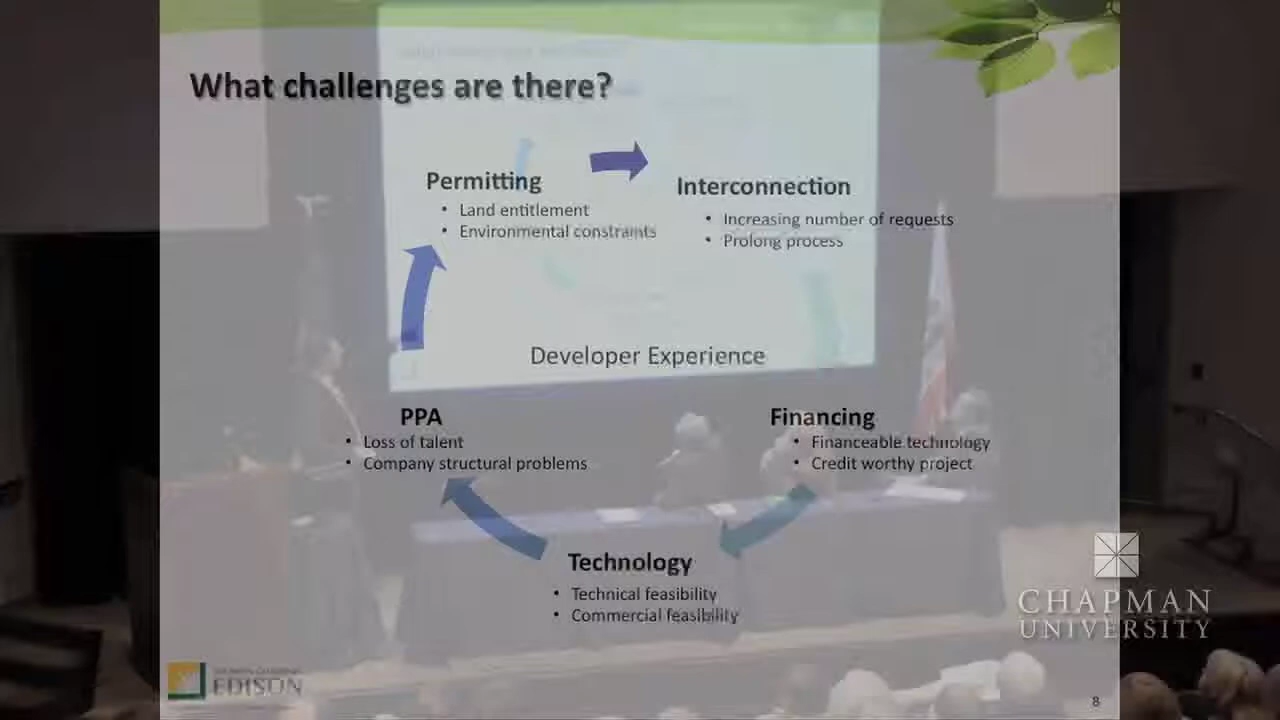 What challenges are there?
Permitting
• Land entitlement
• Environmental constraints
Interconnection
• Increasing number of requests
• Prolong process
Developer Experience
PPA
• Loss of talent
• Company structural problems
Financing
• Financeable technology
• Credit worthy project
Technology
• Technical feasibility
• Commercial feasibility
CHAPMAN
UNIVERSITY
EDISON
8